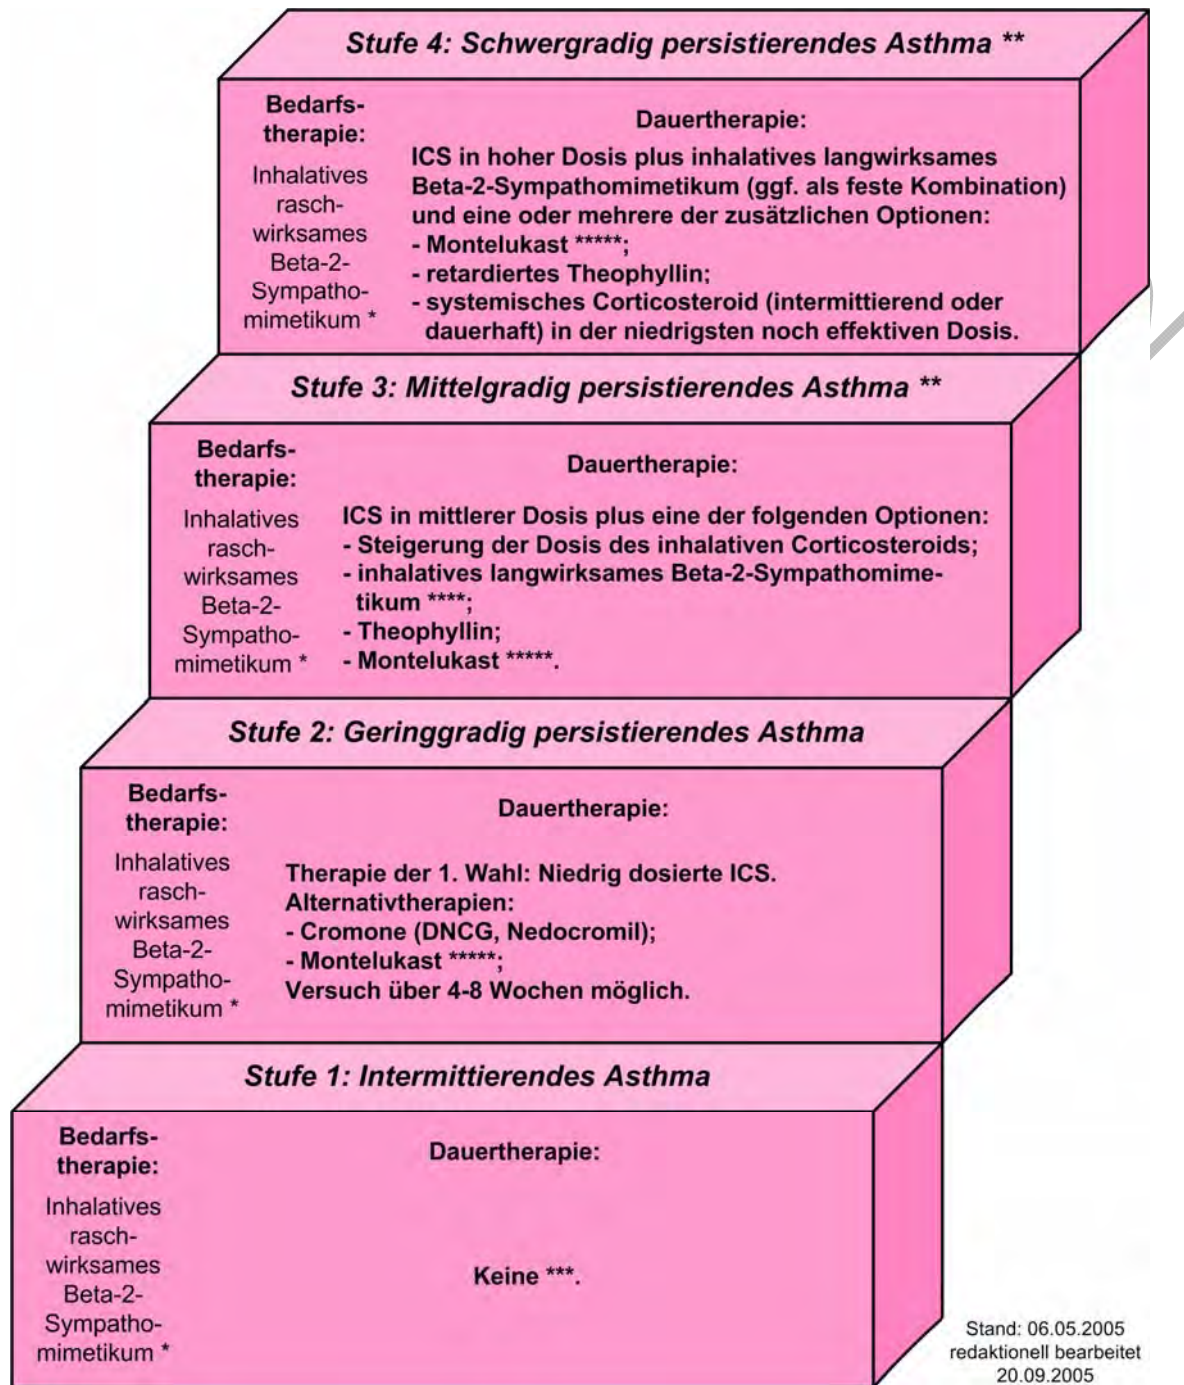 Stufe 4: Schwergradig persistierendes Asthma **
Bedarfs-
therapie:
Inhalatives
rasch-
wirksames
Beta-2-
Sympatho-
mimetikum *
Dauertherapie:
ICS in hoher Dosis plus inhalatives langwirksames
Beta-2-Sympathomimetikum (ggf. als feste Kombination)
und eine oder mehrere der zusätzlichen Optionen:
- Montelukast *****;
- retardiertes Theophyllin;
- systemisches Corticosteroid (intermittierend oder
dauerhaft) in der niedrigsten noch effektiven Dosis.
Stufe 3: Mittelgradig persistierendes Asthma **
Bedarfs-
therapie:
Inhalatives
rasch-
wirksames
Beta-2-
Sympatho-
mimetikum *
Dauertherapie:
ICS in mittlerer Dosis plus eine der folgenden Optionen:
- Steigerung der Dosis des inhalativen Corticosteroids;
- inhalatives langwirksames Beta-2-Sympathomime-
tikum ****;
- Theophyllin;
- Montelukast *****.
Stufe 2: Geringgradig persistierendes Asthma
Bedarfs-
therapie:
Inhalatives
rasch-
wirksames
Beta-2-
Sympatho-
mimetikum *
Dauertherapie:
Therapie der 1. Wahl: Niedrig dosierte ICS.
Alternativtherapien:
- Cromone (DNCG, Nedocromil);
- Montelukast *****;
Versuch über 4-8 Wochen möglich.
Stufe 1: Intermittierendes Asthma
Bedarfs-
therapie:
Inhalatives
rasch-
wirksames
Beta-2-
Sympatho-
mimetikum *
Dauertherapie:
Keine ***.
Stand: 06.05.2005
redaktionell bearbeitet
20.09.2005